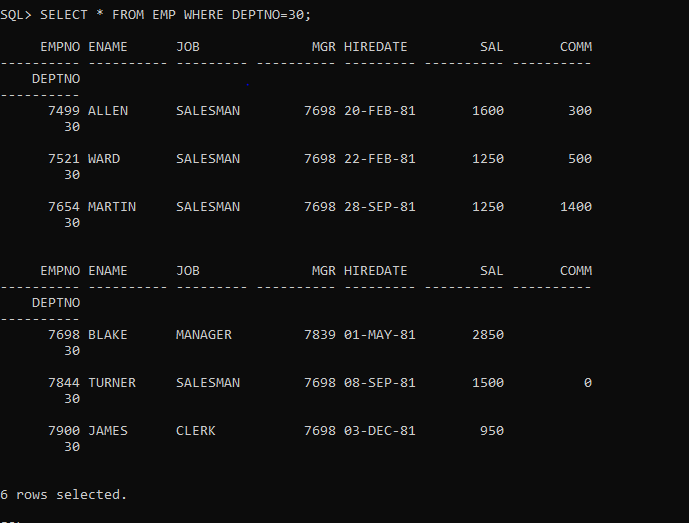 SQL> SELECT * FROM EMP WHERE DEPTNO=30;
     EMPNO ENAME      JOB              MGR HIREDATE         SAL       COMM
---------- ---------- --------- ---------- --------- ---------- ----------
    DEPTNO
----------
      7499 ALLEN      SALESMAN        7698 20-FEB-81       1600        300
        30
      7521 WARD       SALESMAN        7698 22-FEB-81       1250        500
        30
      7654 MARTIN     SALESMAN        7698 28-SEP-81       1250       1400
        30
     EMPNO ENAME      JOB              MGR HIREDATE         SAL       COMM
---------- ---------- --------- ---------- --------- ---------- ----------
    DEPTNO
----------
      7698 BLAKE      MANAGER         7839 01-MAY-81       2850
        30
      7844 TURNER     SALESMAN        7698 08-SEP-81       1500          0
        30
      7900 JAMES      CLERK           7698 03-DEC-81        950
        30
6 rows selected.